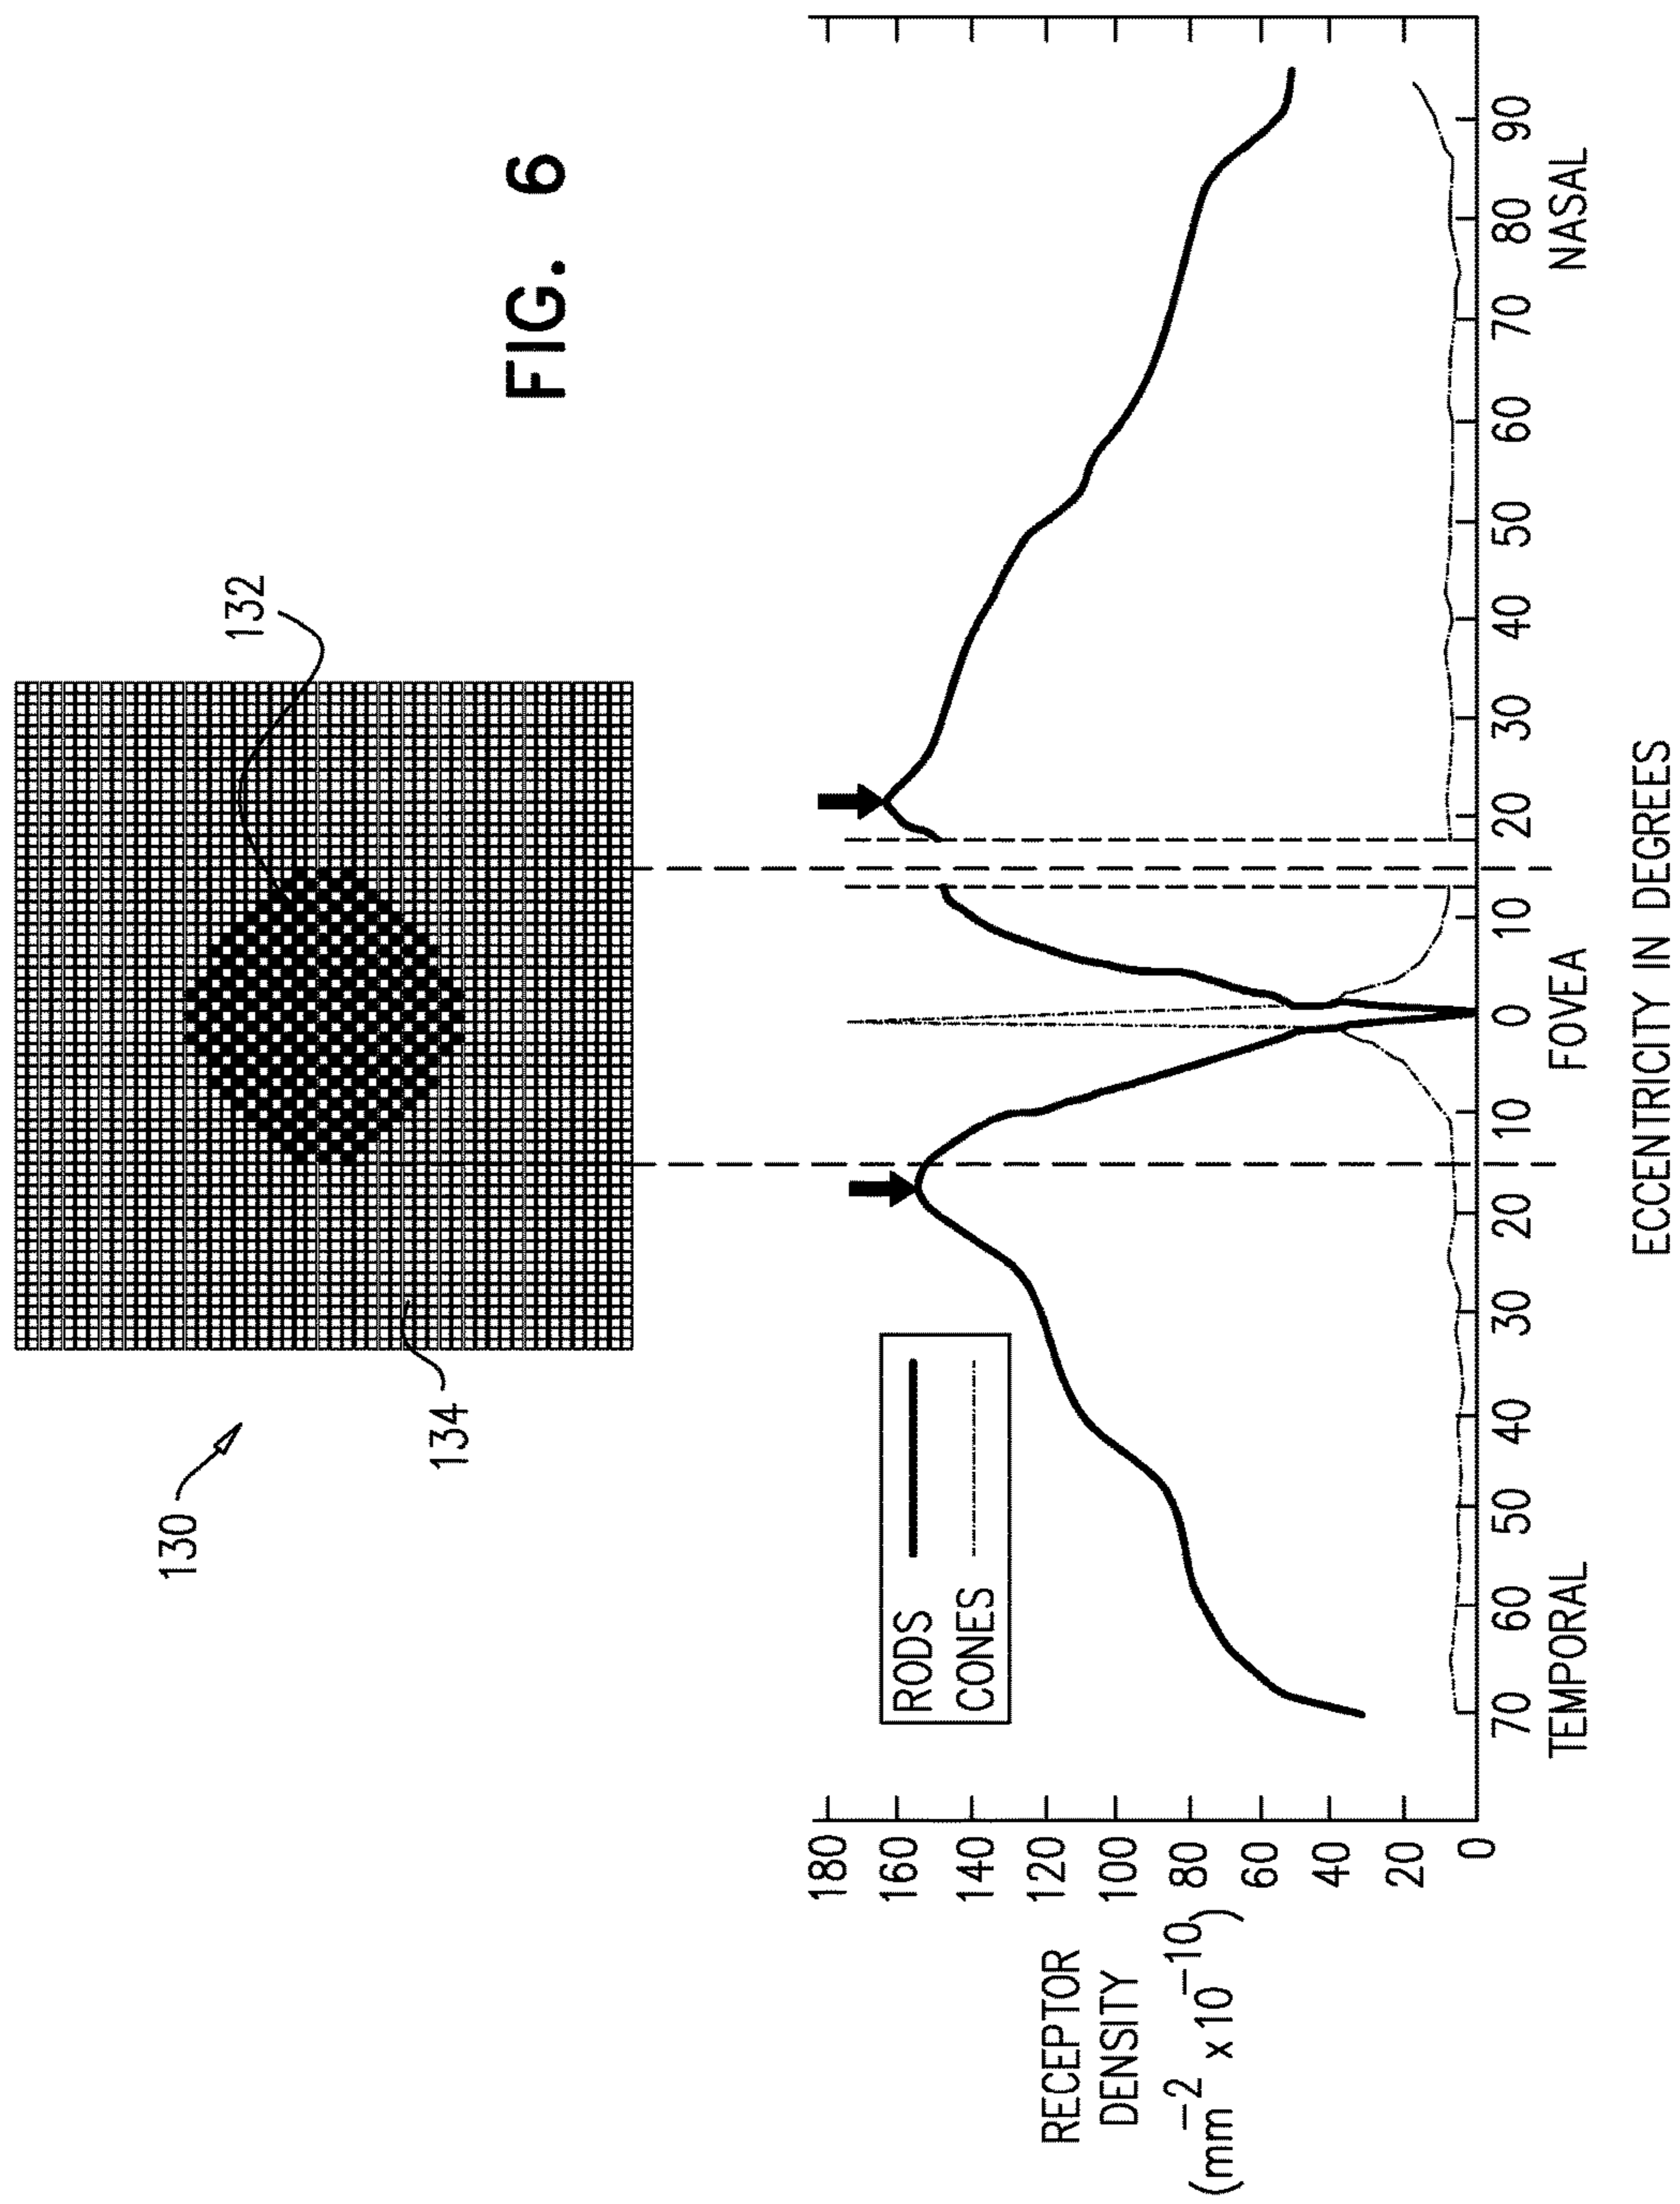 FIG. 6
130
132
134
RODS
CONES
RECEPTOR
DENSITY
(mm⁻² x10⁻¹⁰)
180
160
140
120
100
80
60
40
20
0
70 60 50 40 30 20 10 0 10 20 30 40 50 60 70 80 90
TEMPORAL FOVEA NASAL
ECCENTRICITY IN DEGREES